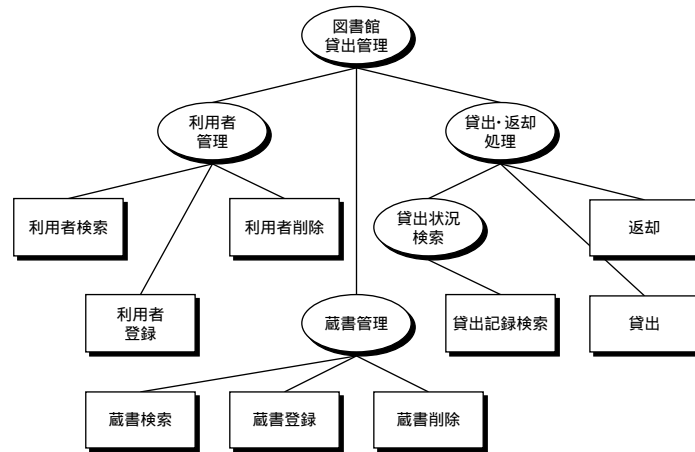 図書館
貸出管理
利用者
管理
貸出・返却
処理
利用者検索
利用者削除
貸出状況
検索
返却
利用者
登録
蔵書管理
貸出記録検索
貸出
蔵書検索
蔵書登録
蔵書削除